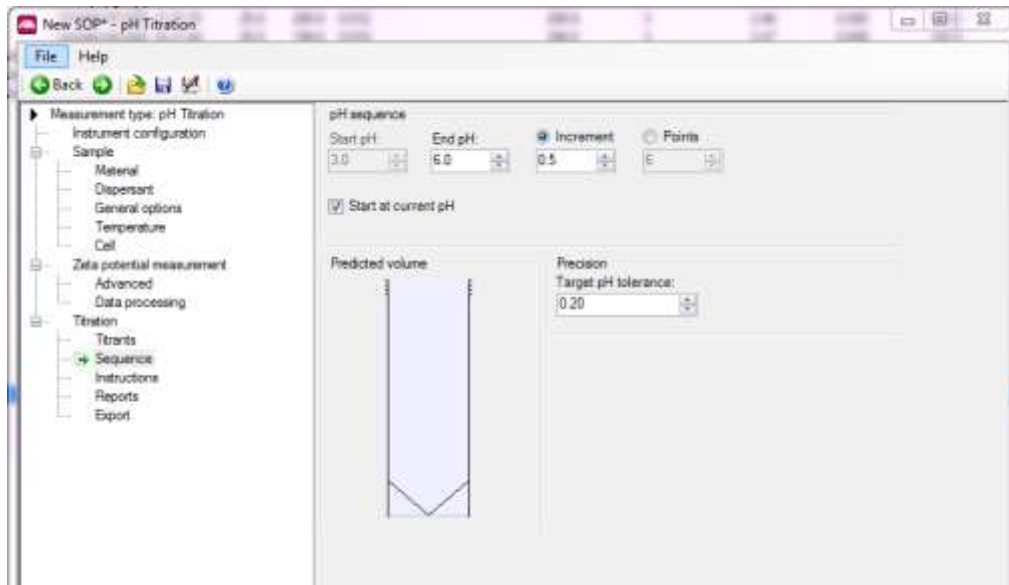 New SOP* - pH Titration
File Help
Back
Measurement type: pH Titration
Instrument configuration
Sample
Material
Dispersant
General options
Temperature
Cell
Zeta potential measurement
Advanced
Data processing
Titration
Titrants
Sequence
Instructions
Reports
Export
pH sequence
Start pH: End pH: Increment Points
3.0 6.0 0.5 6
Start at current pH
Predicted volume
Precision
Target pH tolerance:
0.20